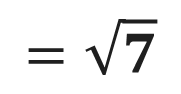 = √7